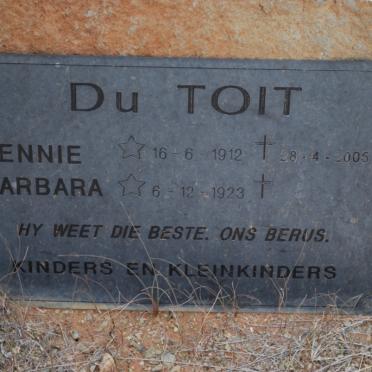 Du TOIT
ENNIE ☆ 16-6-1912 † 28-4-2005
ARBARA ☆ 6-12-1923 †
HY WEET DIE BESTE. ONS BERUS.
KINDERS EN KLEINKINDERS